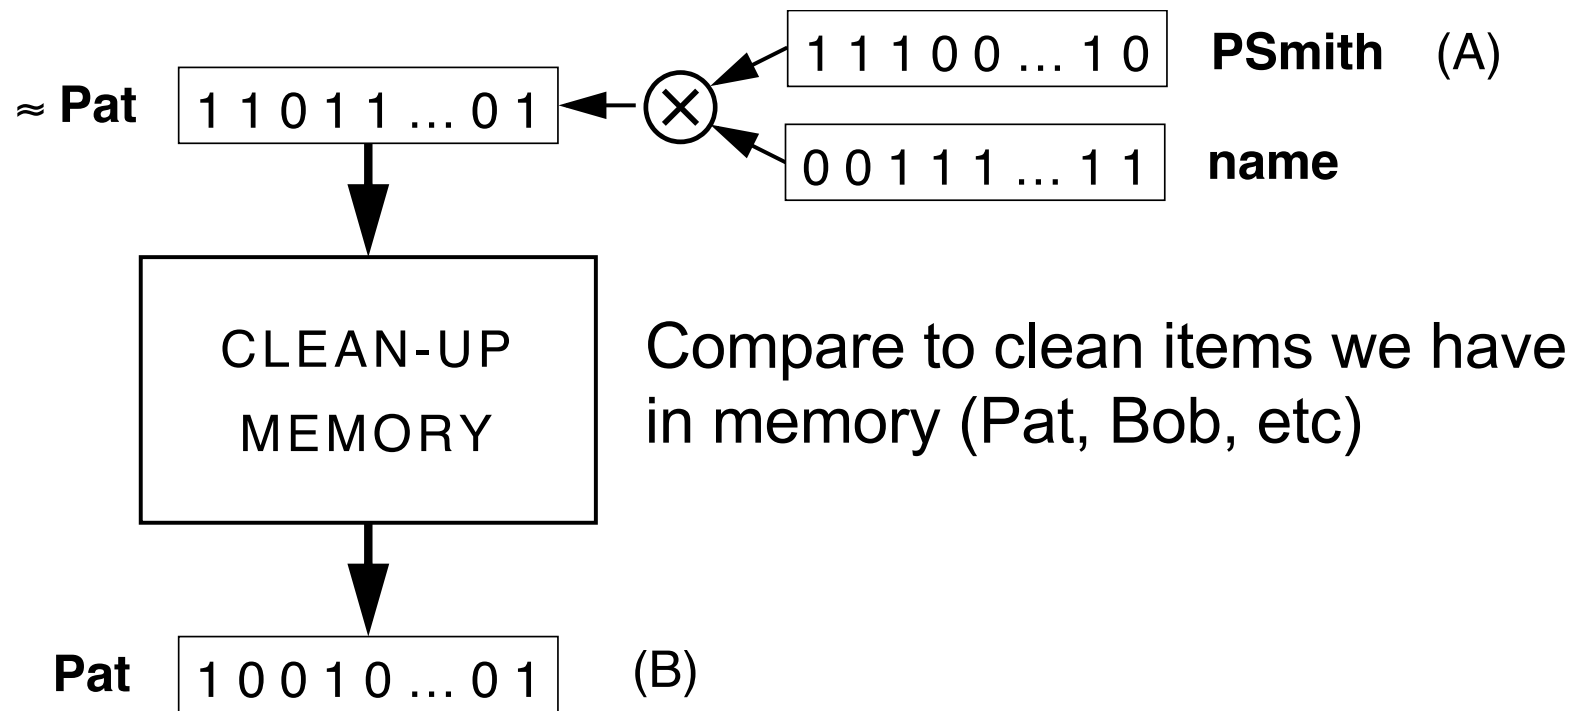 1 1 1 0 0 ... 1 0 PSmith (A)
≈ Pat 1 1 0 1 1 ... 0 1
0 0 1 1 1 ... 1 1 name
CLEAN-UP
MEMORY
Compare to clean items we have
in memory (Pat, Bob, etc)
Pat 1 0 0 1 0 ... 0 1 (B)